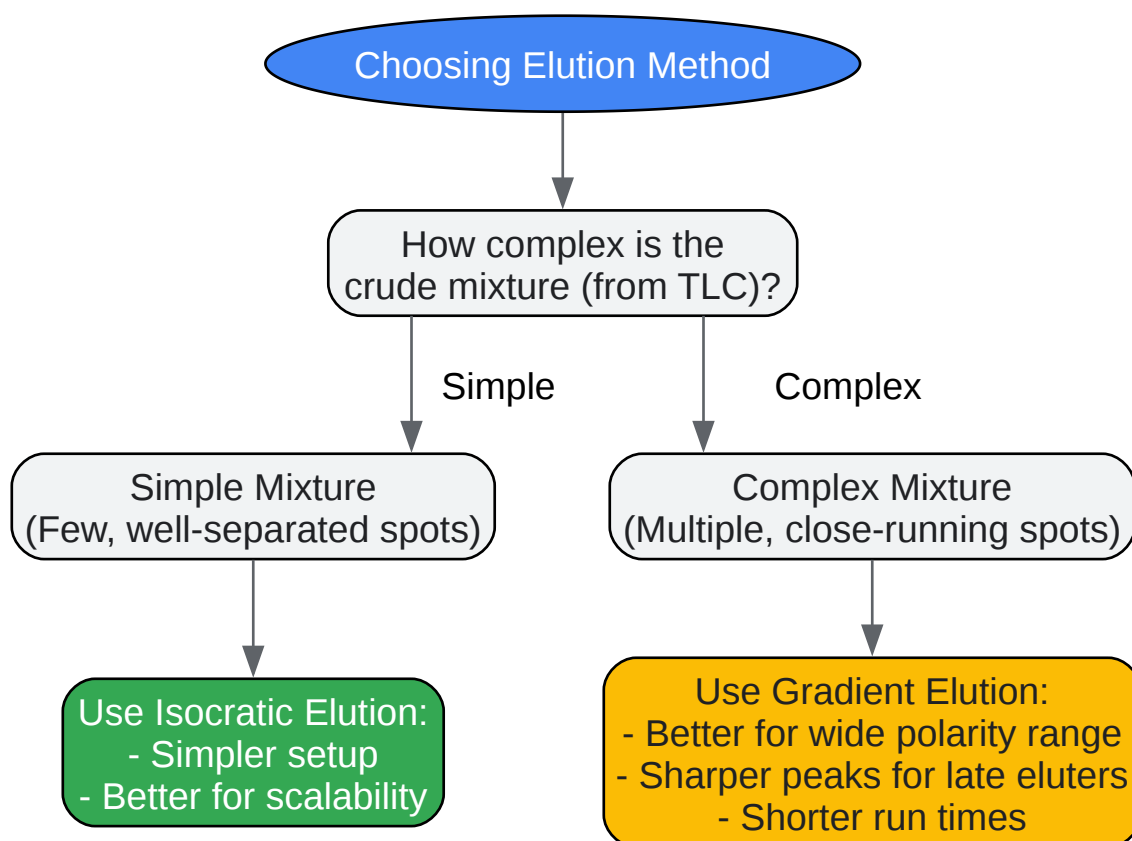 Choosing Elution Method
How complex is the
crude mixture (from TLC)?
Simple
Complex
Simple Mixture
(Few, well-separated spots)
Complex Mixture
(Multiple, close-running spots)
Use Isocratic Elution:
- Simpler setup
- Better for scalability
Use Gradient Elution:
- Better for wide polarity range
- Sharper peaks for late eluters
- Shorter run times